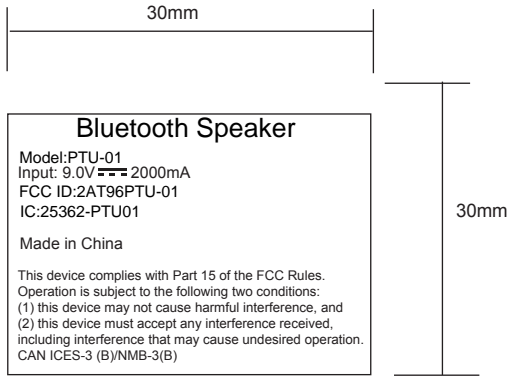 30mm
Bluetooth Speaker
Model:PTU-01
Input: 9.0V ⎓ 2000mA
FCC ID:2AT96PTU-01
IC:25362-PTU01
30mm
Made in China
This device complies with Part 15 of the FCC Rules.
Operation is subject to the following two conditions:
(1) this device may not cause harmful interference, and
(2) this device must accept any interference received,
including interference that may cause undesired operation.
CAN ICES-3 (B)/NMB-3(B)